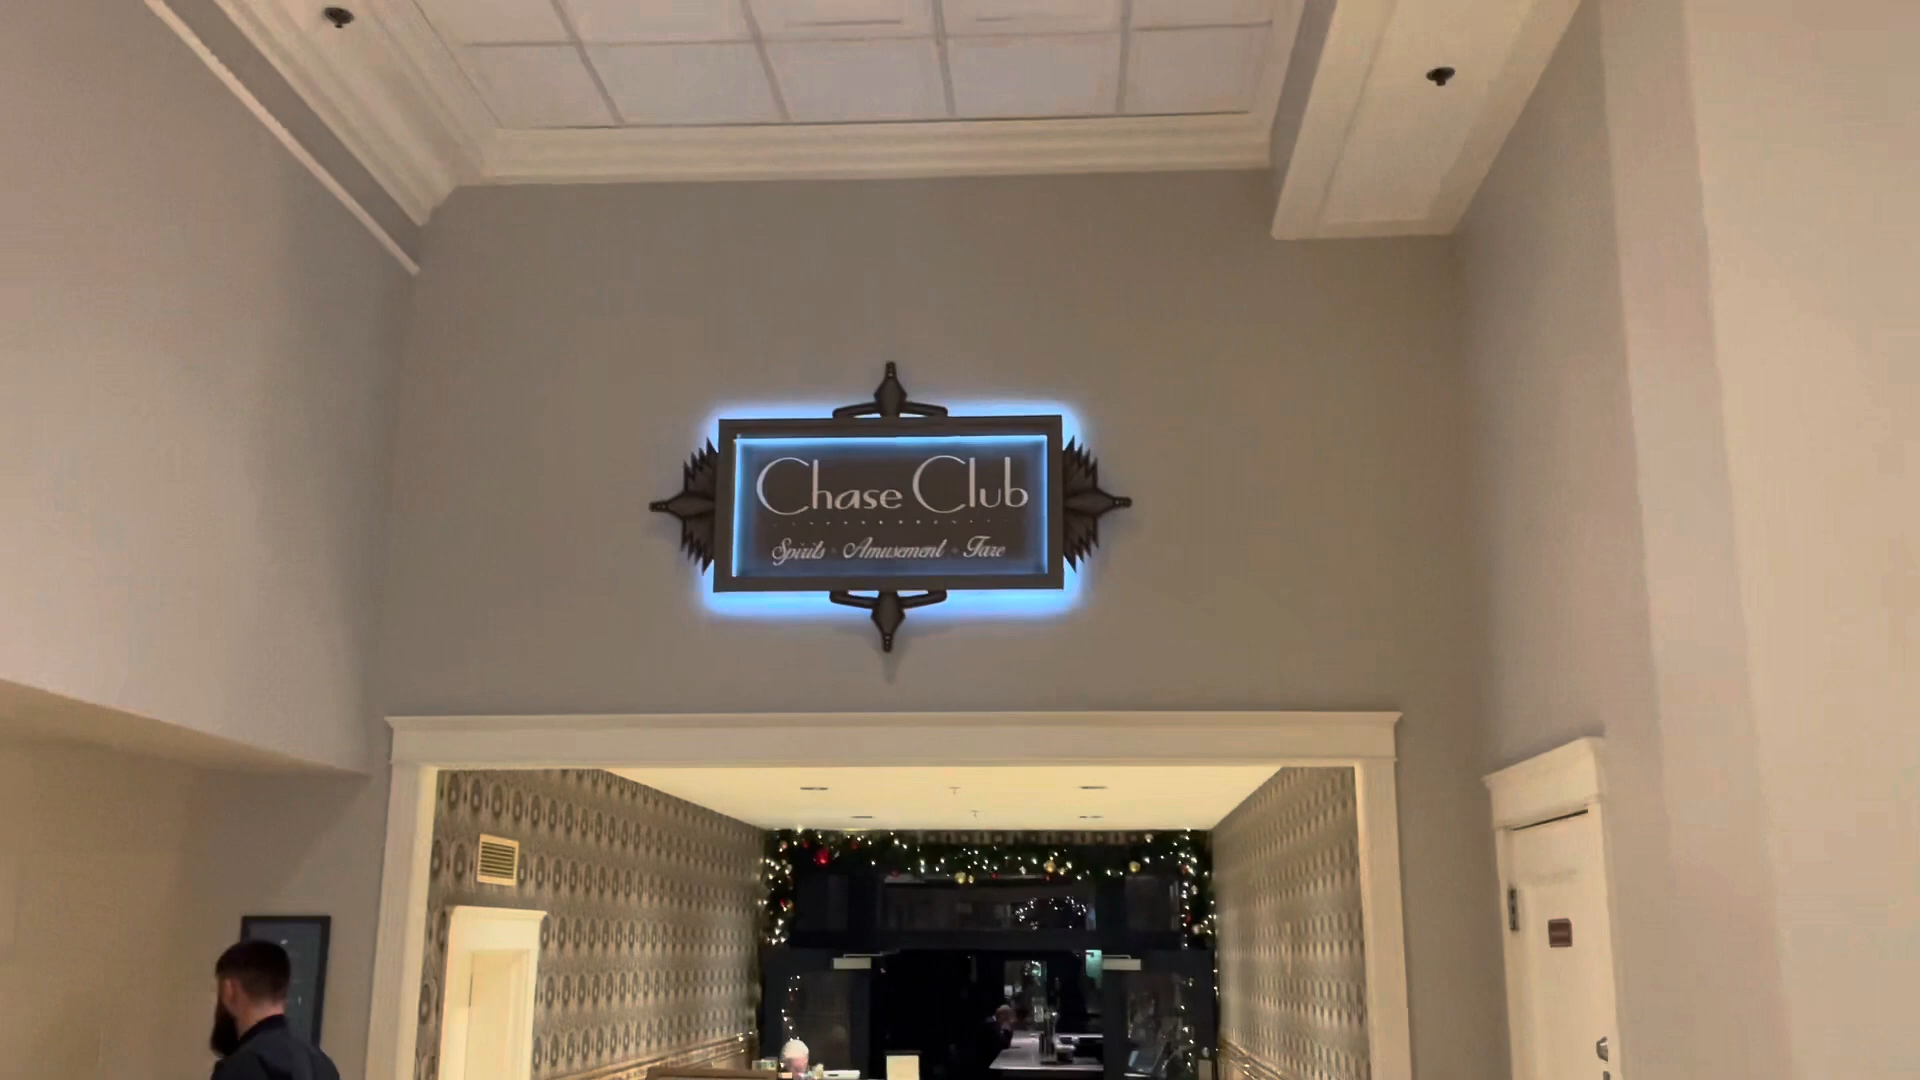 Chase Club
Spirits • Amusement • Fare